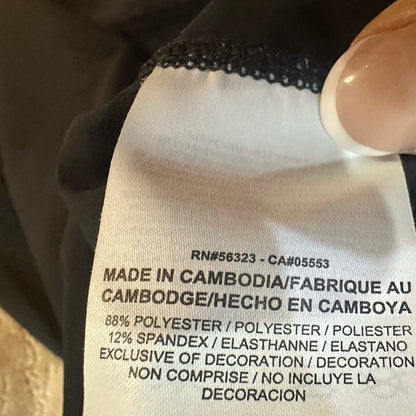 RN#56323 - CA#05553
MADE IN CAMBODIA/FABRIQUE AU
CAMBODGE/HECHO EN CAMBOYA
88% POLYESTER / POLYESTER / POLIESTER
12% SPANDEX / ELASTHANNE / ELASTANO
EXCLUSIVE OF DECORATION / DECORATION
NON COMPRISE / NO INCLUYE LA
DECORACION